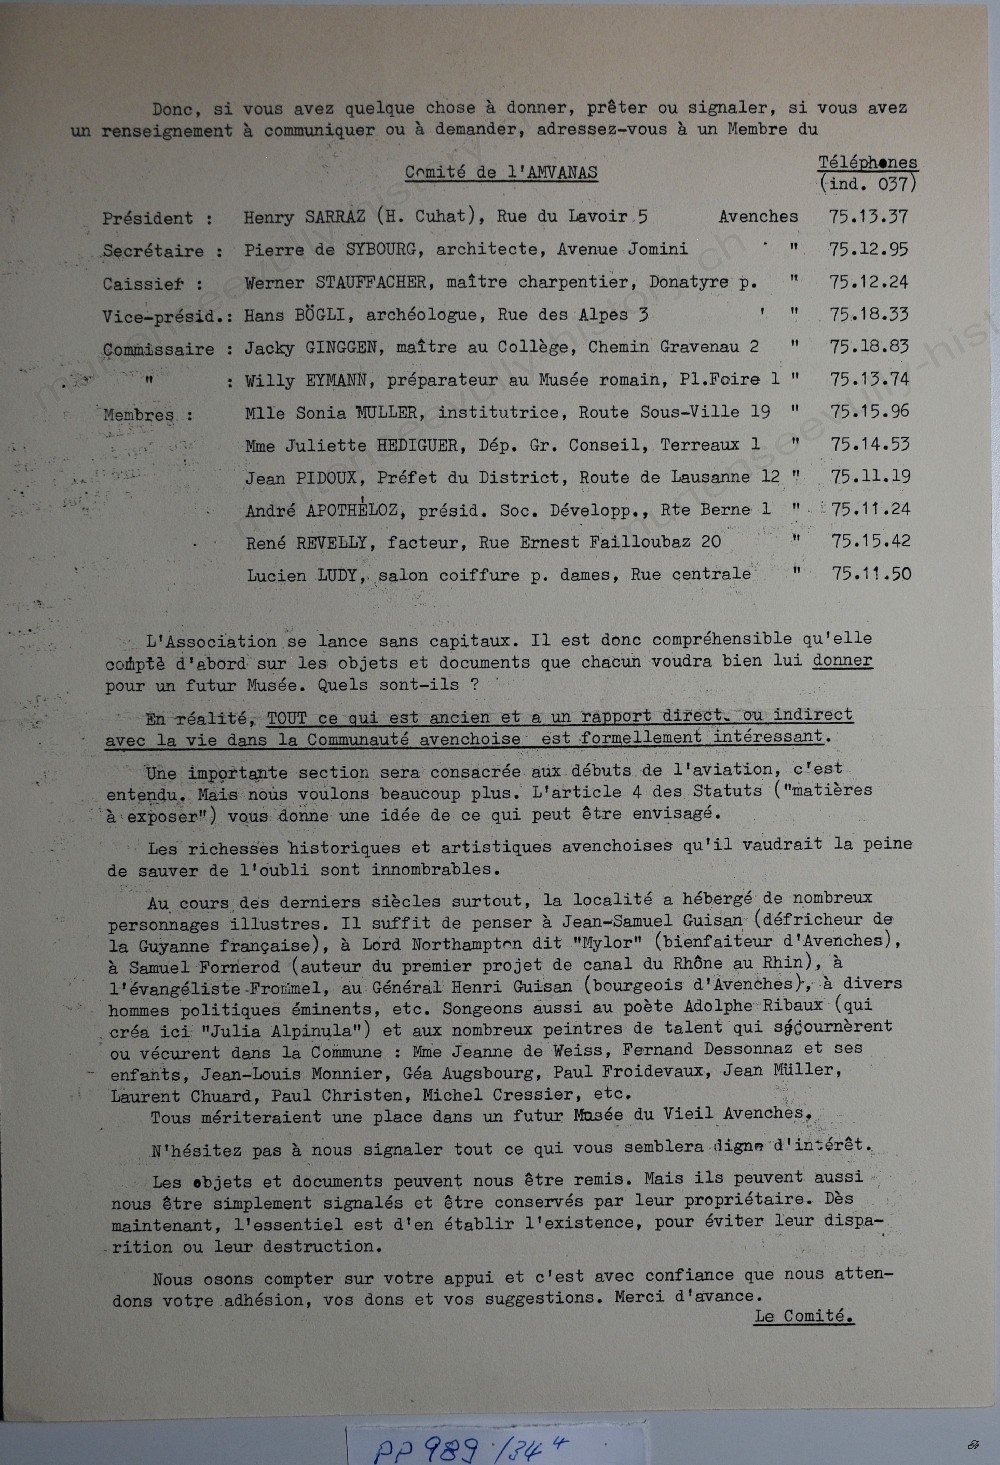 Donc, si vous avez quelque chose à donner, prêter ou signaler, si vous avez
un renseignement à communiquer ou à demander, adressez-vous à un Membre du
Comité de l'AMVANAS Téléphones
(ind. 037)
Président : Henry SARRAZ (H. Cuhat), Rue du Lavoir 5 Avenches 75.13.37
Secrétaire : Pierre de SYBOURG, architecte, Avenue Jomini " 75.12.95
Caissier : Werner STAUFFACHER, maître charpentier, Donatyre p. " 75.12.24
Vice-présid.: Hans BÖGLI, archéologue, Rue des Alpes 3 " 75.18.33
Commissaire : Jacky GINGGEN, maître au Collège, Chemin Gravenau 2 " 75.18.83
" : Willy EYMANN, préparateur au Musée romain, Pl.Foire 1 " 75.13.74
Membres : Mlle Sonia MULLER, institutrice, Route Sous-Ville 19 " 75.15.96
Mme Juliette HEDIGUER, Dép. Gr. Conseil, Terreaux 1 " 75.14.53
Jean PIDOUX, Préfet du District, Route de Lausanne 12 " 75.11.19
André APOTHÉLOZ, présid. Soc. Développ., Rte Berne 1 " 75.11.24
René REVELLY, facteur, Rue Ernest Failloubaz 20 " 75.15.42
Lucien LUDY, salon coiffure p. dames, Rue centrale " 75.11.50
L'Association se lance sans capitaux. Il est donc compréhensible qu'elle
compte d'abord sur les objets et documents que chacun voudra bien lui donner
pour un futur Musée. Quels sont-ils ?
En réalité, TOUT ce qui est ancien et a un rapport direct ou indirect
avec la vie dans la Communauté avenchoise est formellement intéressant.
Une importante section sera consacrée aux débuts de l'aviation, c'est
entendu. Mais nous voulons beaucoup plus. L'article 4 des Statuts ("matières
à exposer") vous donne une idée de ce qui peut être envisagé.
Les richesses historiques et artistiques avenchoises qu'il vaudrait la peine
de sauver de l'oubli sont innombrables.
Au cours des derniers siècles surtout, la localité a hébergé de nombreux
personnages illustres. Il suffit de penser à Jean-Samuel Guisan (défricheur de
la Guyanne française), à Lord Northampton dit "Mylor" (bienfaiteur d'Avenches),
à Samuel Fornerod (auteur du premier projet de canal du Rhône au Rhin), à
l'évangéliste Frommel, au Général Henri Guisan (bourgeois d'Avenches), à divers
hommes politiques éminents, etc. Songeons aussi au poète Adolphe Ribaux (qui
créa ici "Julia Alpinula") et aux nombreux peintres de talent qui séjournèrent
ou vécurent dans la Commune : Mme Jeanne de Weiss, Fernand Dessonnaz et ses
enfants, Jean-Louis Monnier, Géa Augsbourg, Paul Froidevaux, Jean Müller,
Laurent Chuard, Paul Christen, Michel Cressier, etc.
Tous mériteraient une place dans un futur Musée du Vieil Avenches.
N'hésitez pas à nous signaler tout ce qui vous semblera digne d'intérêt.
Les objets et documents peuvent nous être remis. Mais ils peuvent aussi
nous être simplement signalés et être conservés par leur propriétaire. Dès
maintenant, l'essentiel est d'en établir l'existence, pour éviter leur dispa-
rition ou leur destruction.
Nous osons compter sur votre appui et c'est avec confiance que nous atten-
dons votre adhésion, vos dons et vos suggestions. Merci d'avance.
Le Comité.
PP 989 /34 4